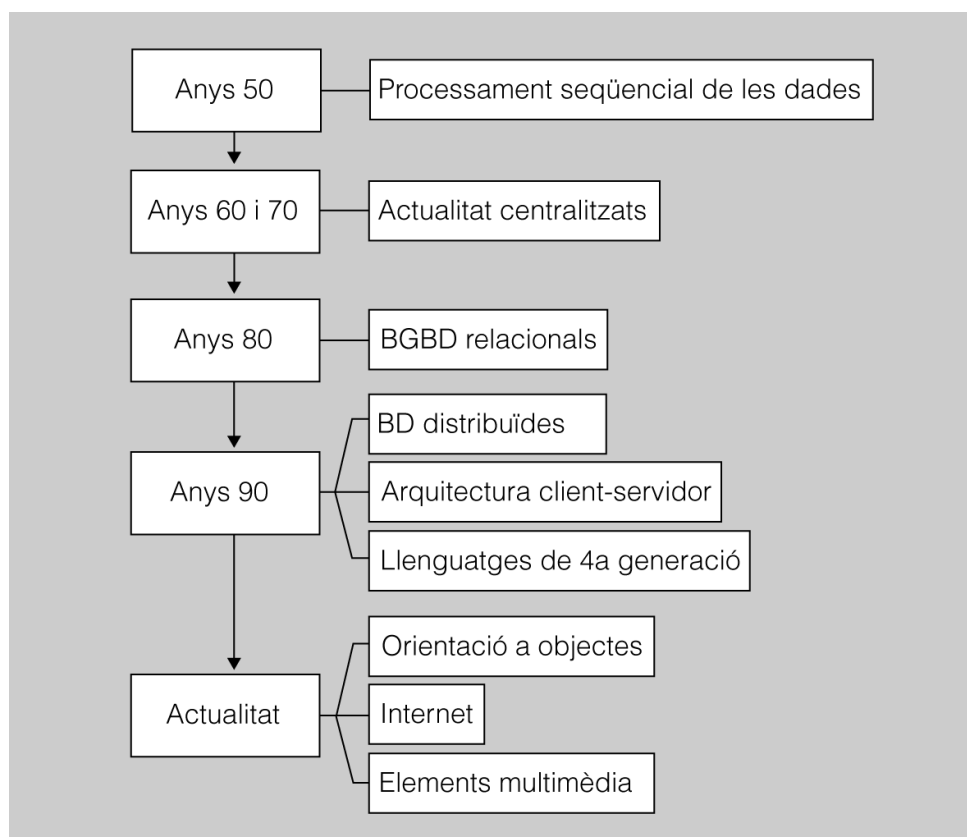 Anys 50
Processament seqüencial de les dades
Anys 60 i 70
Actualitat centralitzats
Anys 80
BGBD relacionals
Anys 90
BD distribuïdes
Arquitectura client-servidor
Llenguatges de 4a generació
Actualitat
Orientació a objectes
Internet
Elements multimèdia